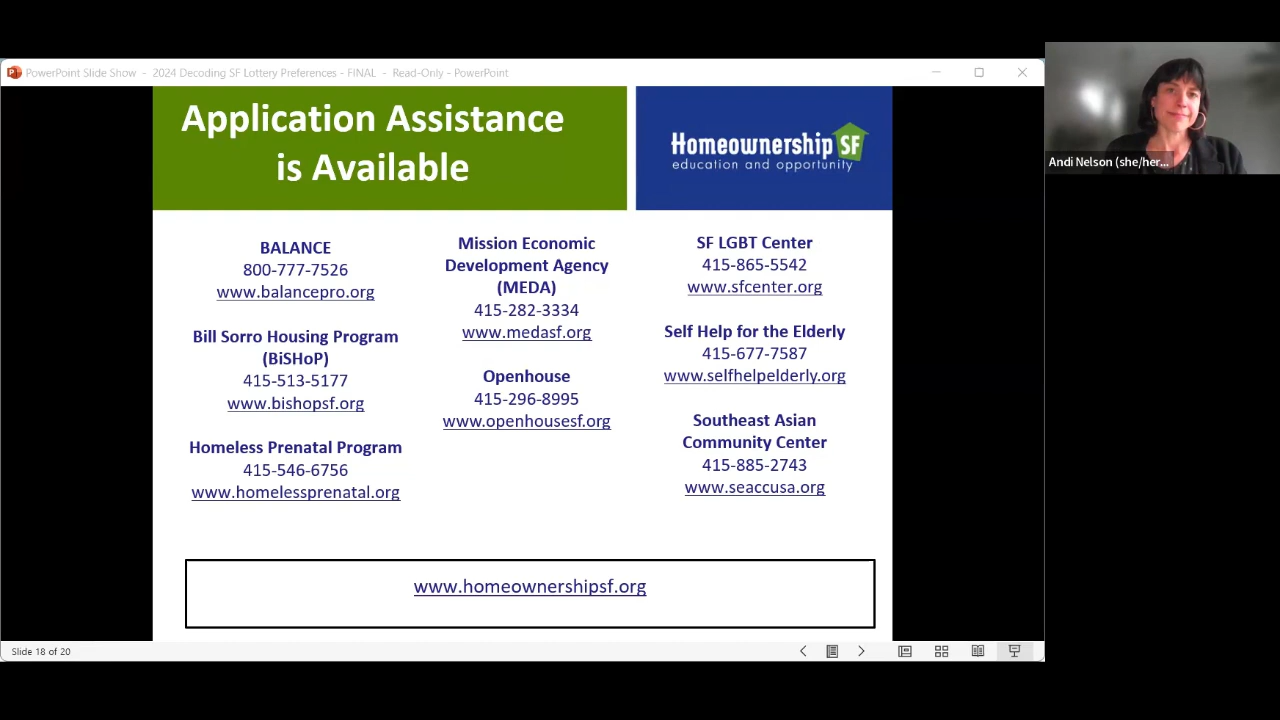 PowerPoint Slide Show - 2024 Decoding SF Lottery Preferences - FINAL - Read-Only - PowerPoint
Application Assistance
is Available
Homeownership SF
education and opportunity
BALANCE
800-777-7526
www.balancepro.org
Bill Sorro Housing Program
(BiSHoP)
415-513-5177
www.bishopsf.org
Homeless Prenatal Program
415-546-6756
www.homelessprenatal.org
Mission Economic
Development Agency
(MEDA)
415-282-3334
www.medasf.org
Openhouse
415-296-8995
www.openhousesf.org
SF LGBT Center
415-865-5542
www.sfcenter.org
Self Help for the Elderly
415-677-7587
www.selfhelpelderly.org
Southeast Asian
Community Center
415-885-2743
www.seaccusa.org
www.homeownershipsf.org
Slide 18 of 20
Andi Nelson (she/her...